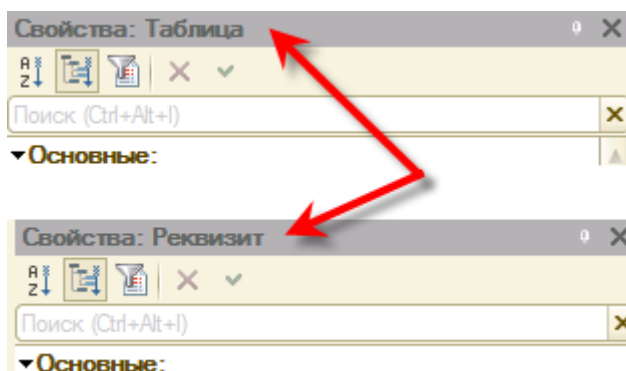 Свойства: Таблица
Поиск (Ctrl+Alt+I)
Основные:
Свойства: Реквизит
Поиск (Ctrl+Alt+I)
Основные: